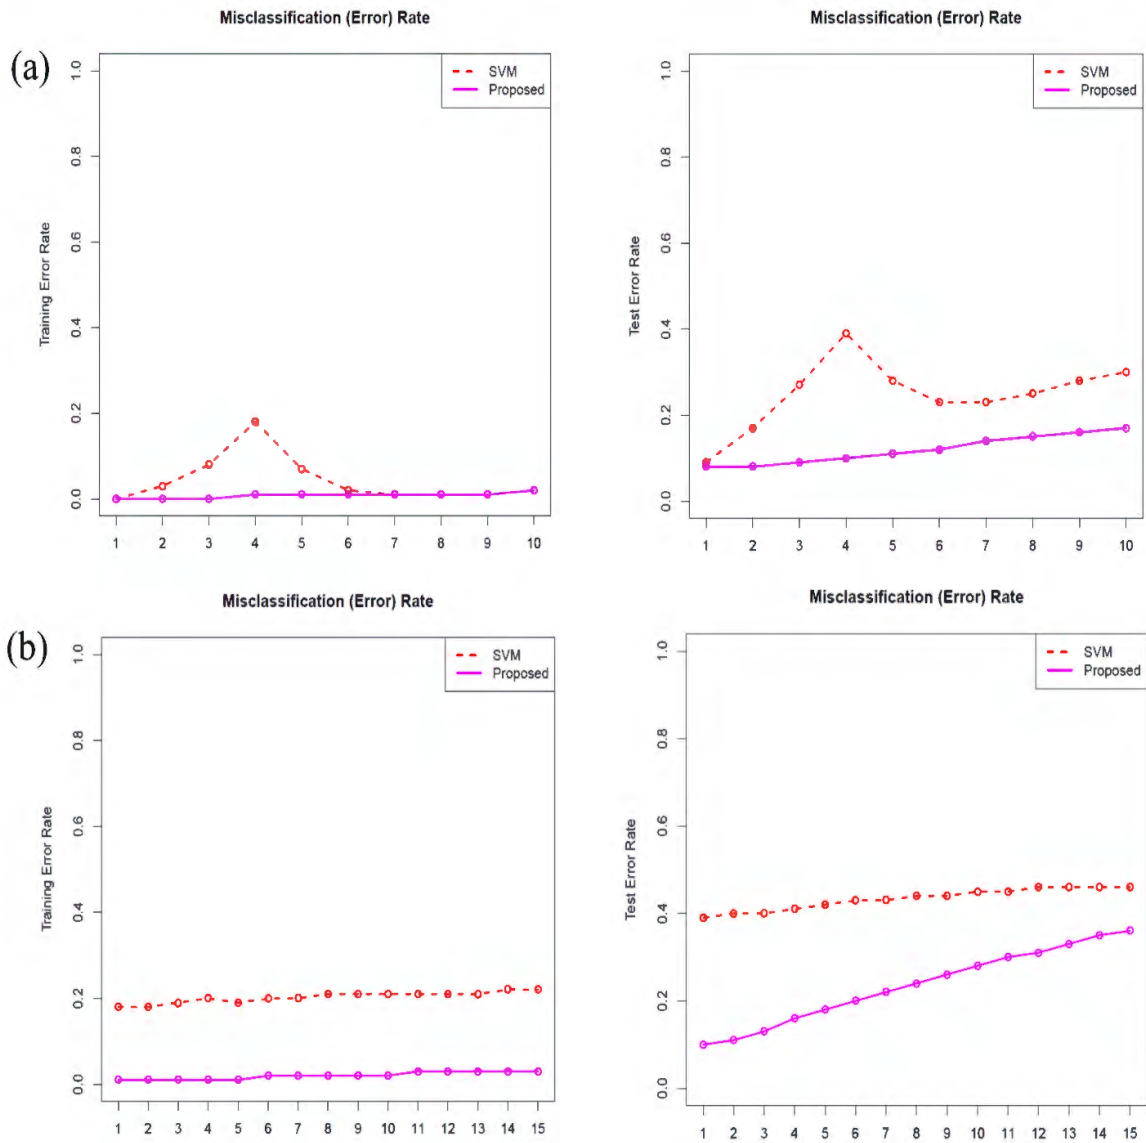 Misclassification (Error) Rate
(a)
SVM
Proposed
Training Error Rate
1.0
0.8
0.6
0.4
0.2
0.0
1 2 3 4 5 6 7 8 9 10
Misclassification (Error) Rate
SVM
Proposed
Test Error Rate
1.0
0.8
0.6
0.4
0.2
0.0
1 2 3 4 5 6 7 8 9 10
Misclassification (Error) Rate
(b)
SVM
Proposed
Training Error Rate
1.0
0.8
0.6
0.4
0.2
0.0
1 2 3 4 5 6 7 8 9 10 11 12 13 14 15
Misclassification (Error) Rate
SVM
Proposed
Test Error Rate
1.0
0.8
0.6
0.4
0.2
0.0
1 2 3 4 5 6 7 8 9 10 11 12 13 14 15